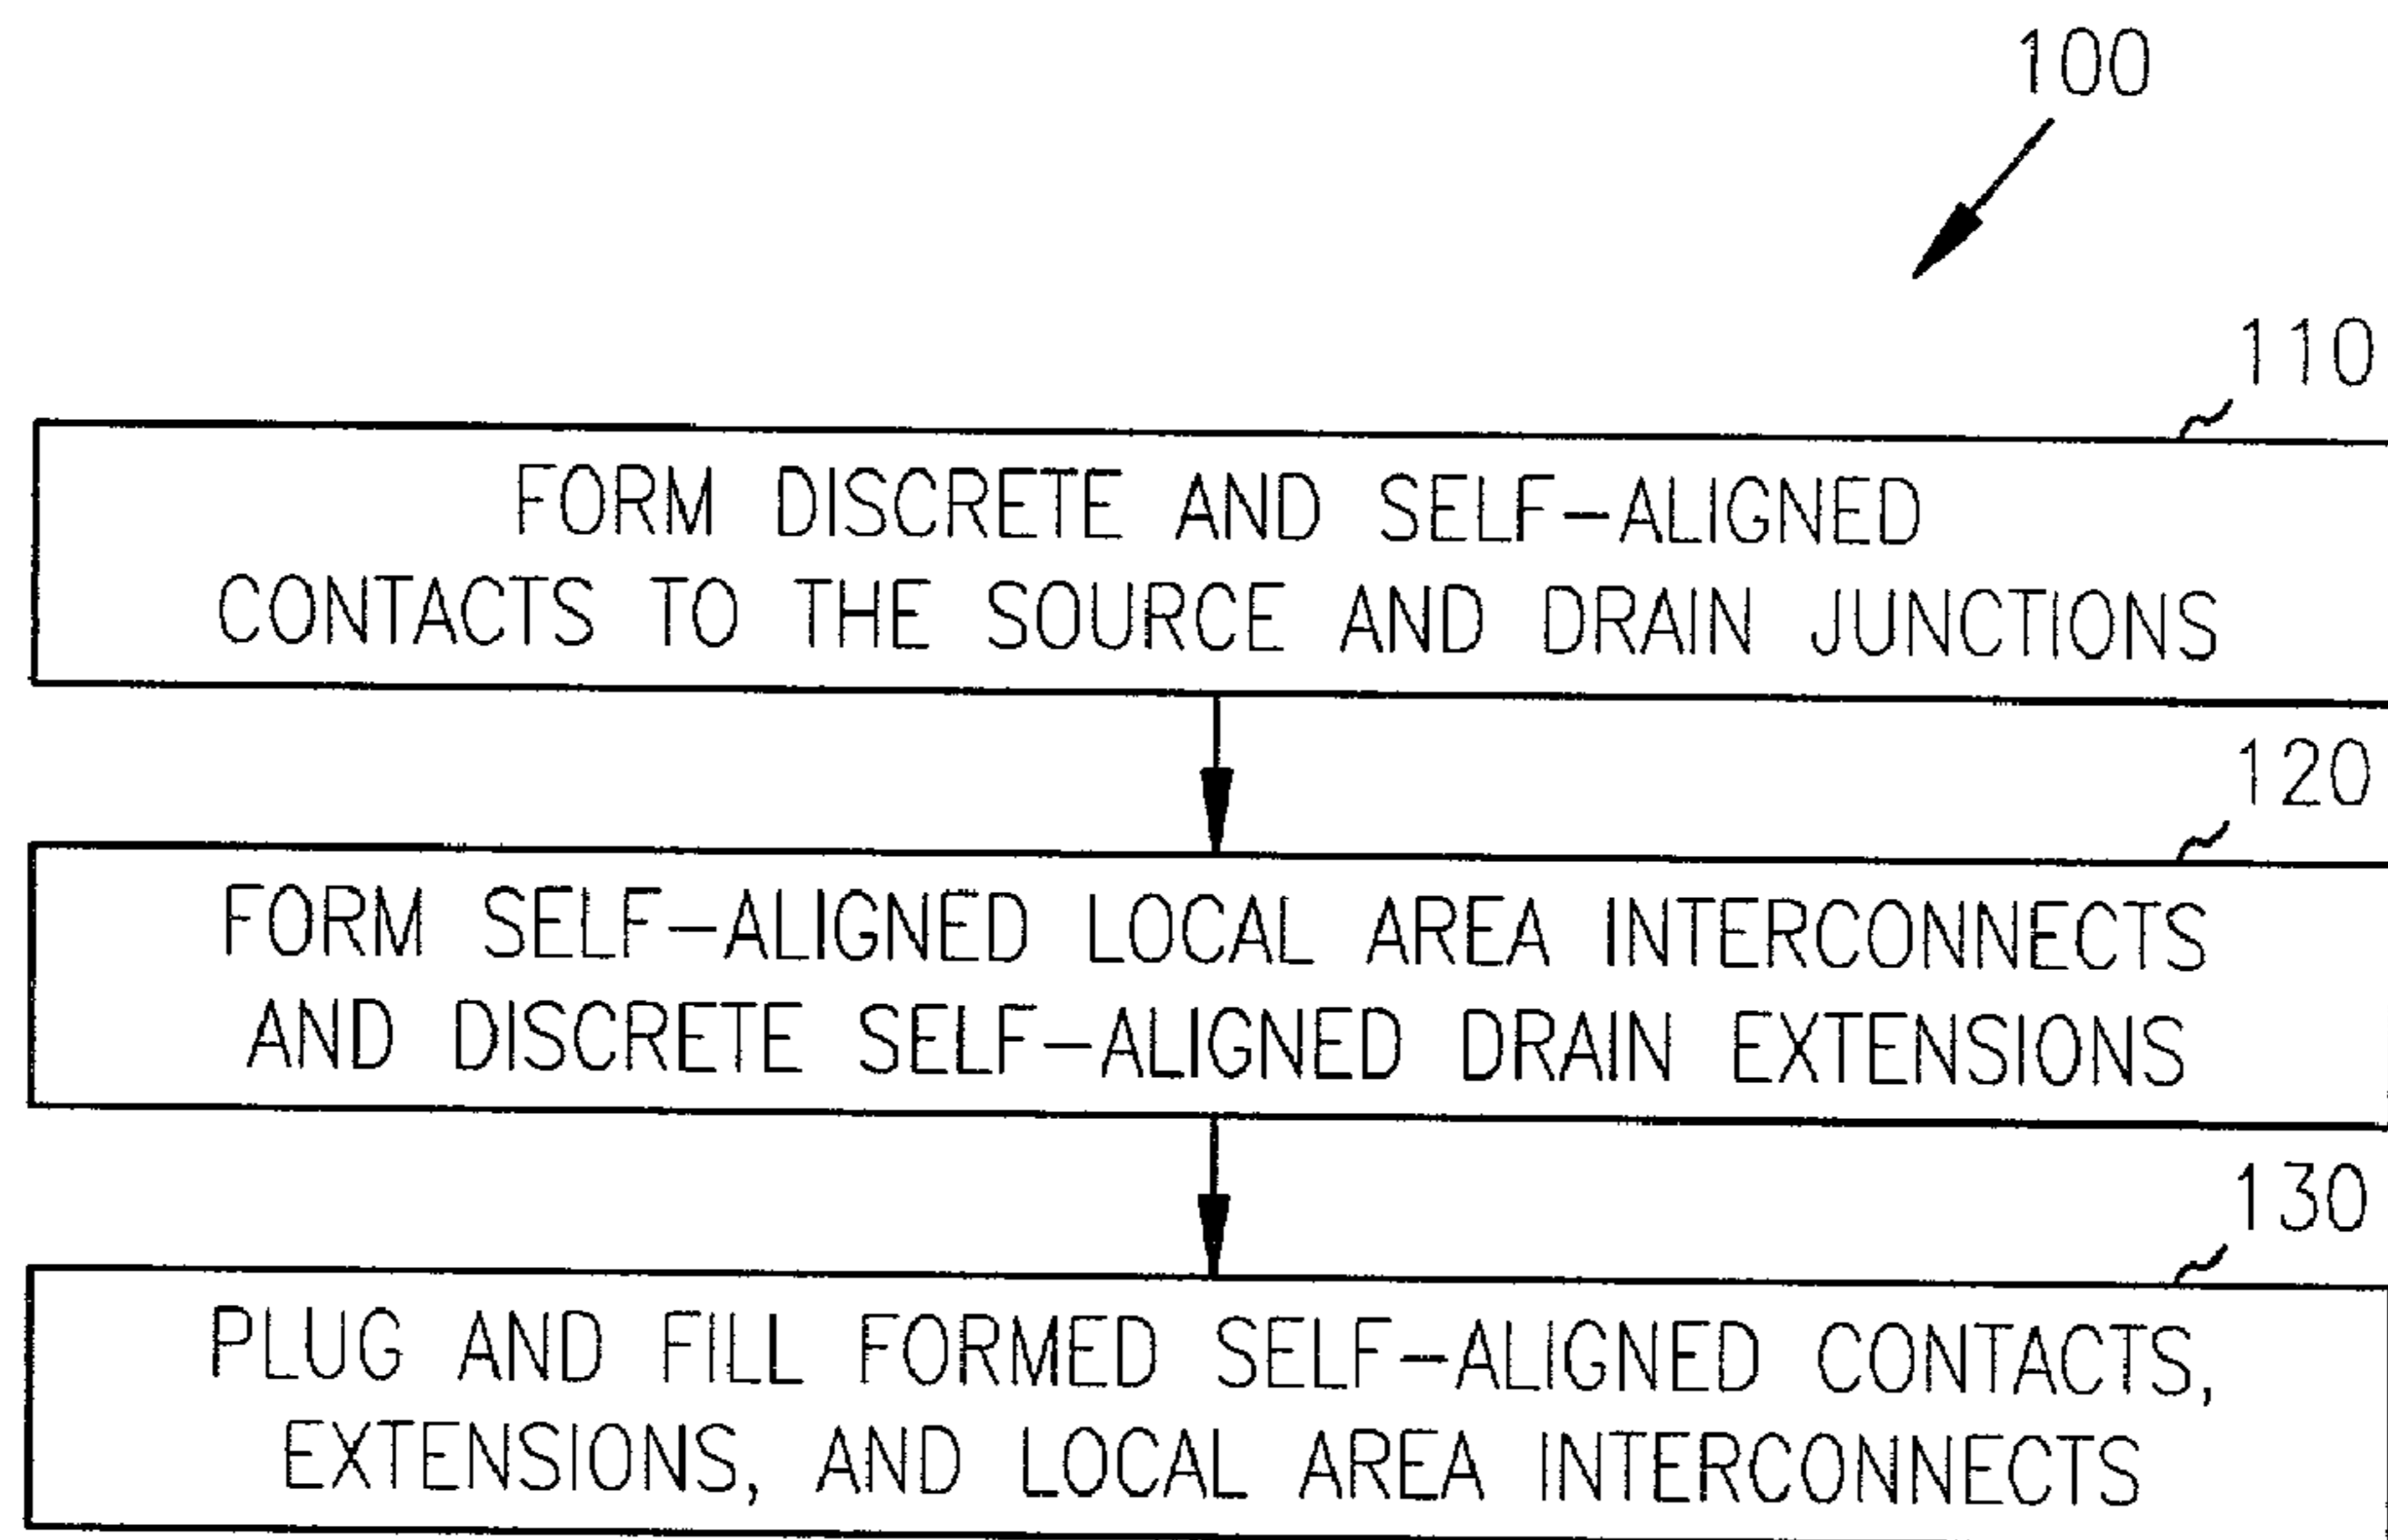 100
110
FORM DISCRETE AND SELF-ALIGNED
CONTACTS TO THE SOURCE AND DRAIN JUNCTIONS
120
FORM SELF-ALIGNED LOCAL AREA INTERCONNECTS
AND DISCRETE SELF-ALIGNED DRAIN EXTENSIONS
130
PLUG AND FILL FORMED SELF-ALIGNED CONTACTS,
EXTENSIONS, AND LOCAL AREA INTERCONNECTS